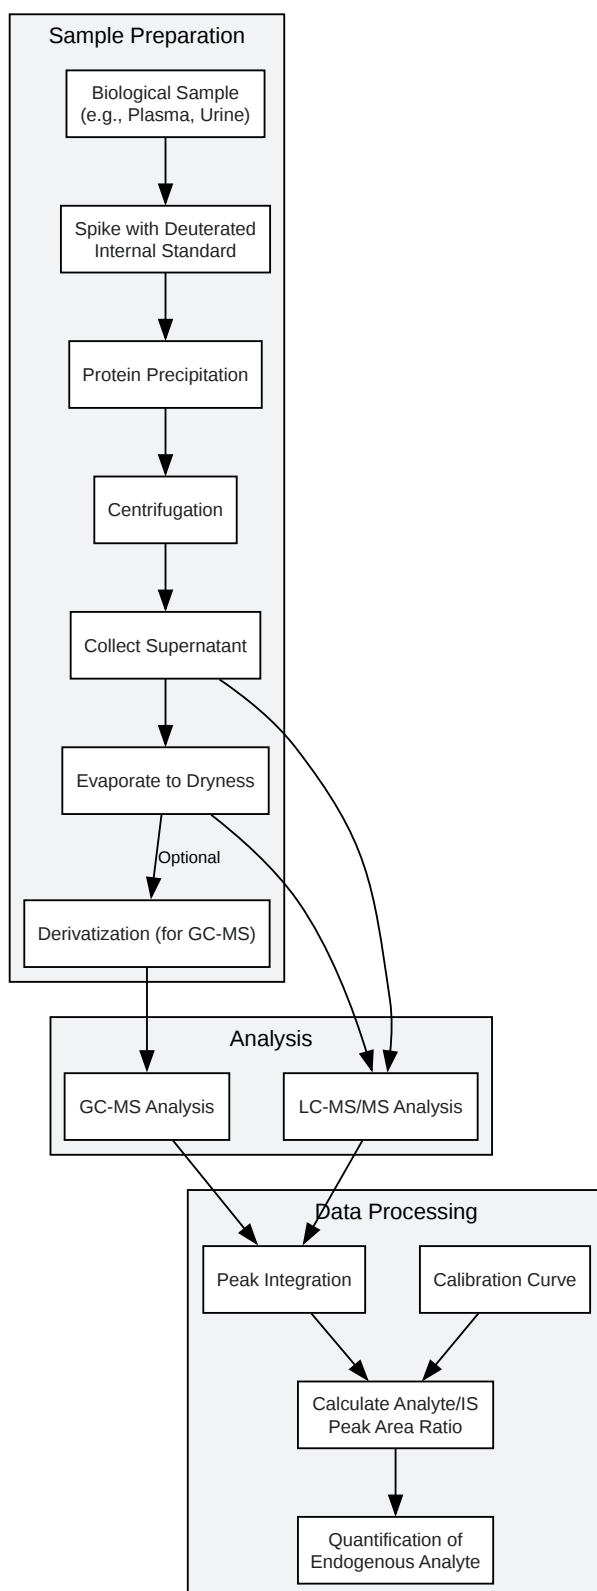 Sample Preparation
Biological Sample
(e.g., Plasma, Urine)
Spike with Deuterated
Internal Standard
Protein Precipitation
Centrifugation
Collect Supernatant
Evaporate to Dryness
Optional
Derivatization (for GC-MS)
Analysis
GC-MS Analysis
LC-MS/MS Analysis
Data Processing
Peak Integration
Calibration Curve
Calculate Analyte/IS
Peak Area Ratio
Quantification of
Endogenous Analyte